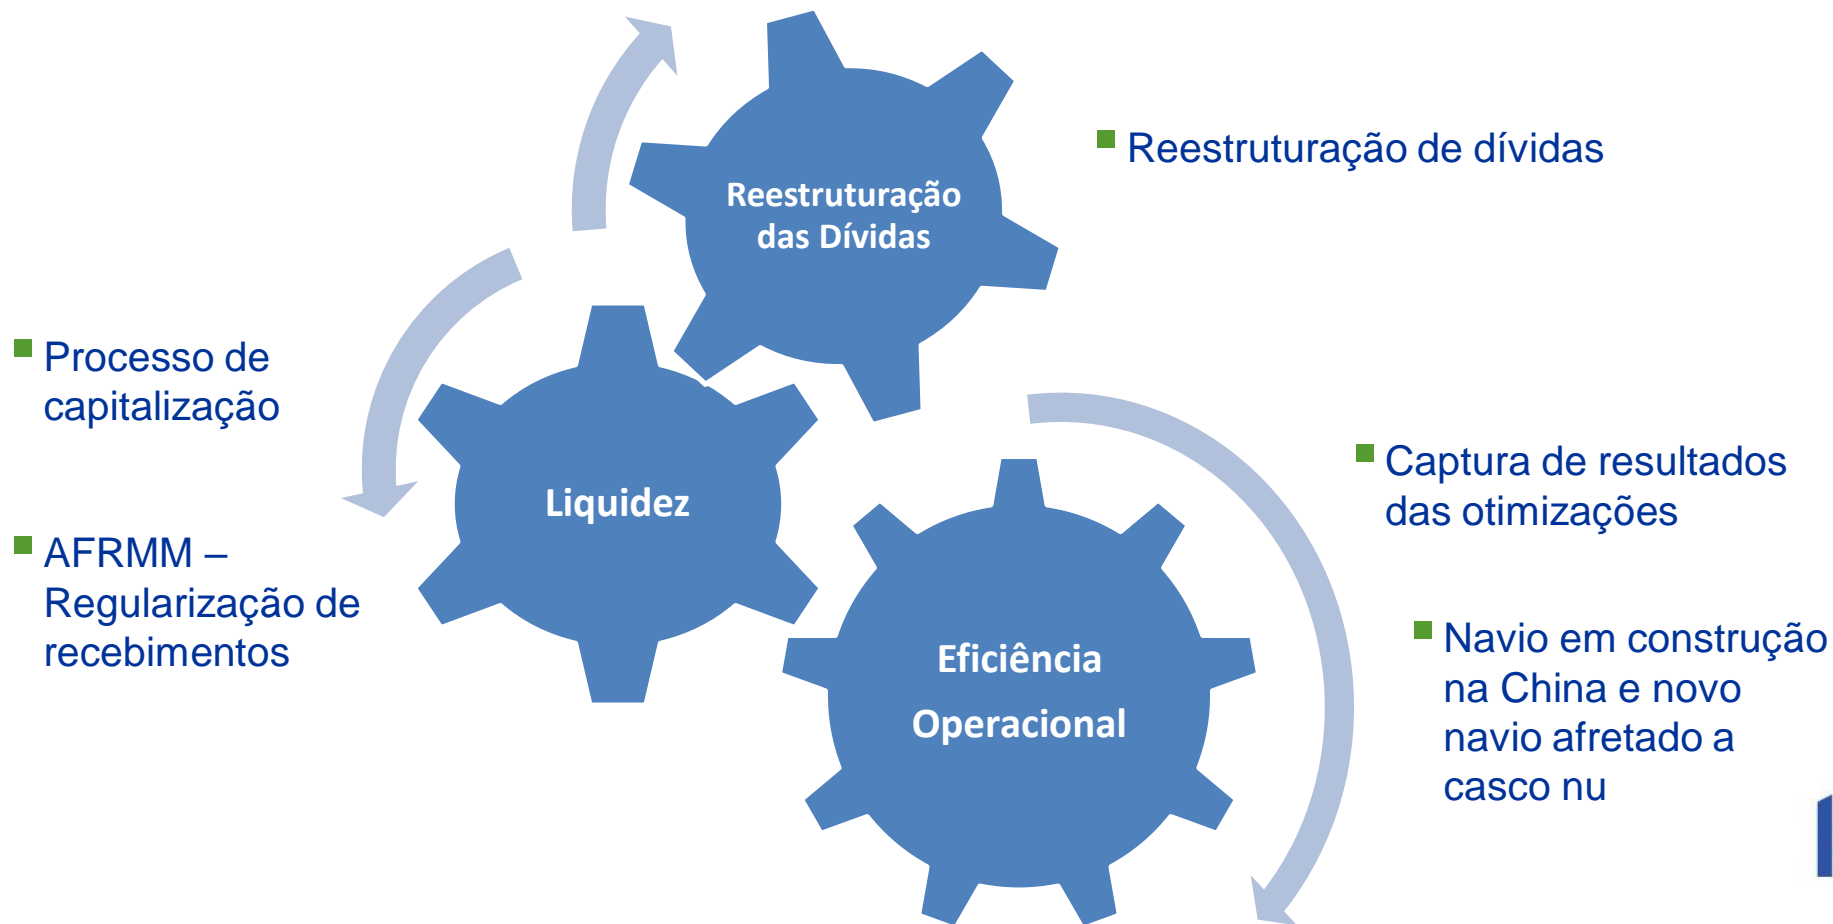 Reestruturação
das Dívidas
Reestruturação de dívidas
Processo de
capitalização
AFRMM –
Regularização de
recebimentos
Liquidez
Captura de resultados
das otimizações
Eficiência
Operacional
Navio em construção
na China e novo
navio afretado a
casco nu